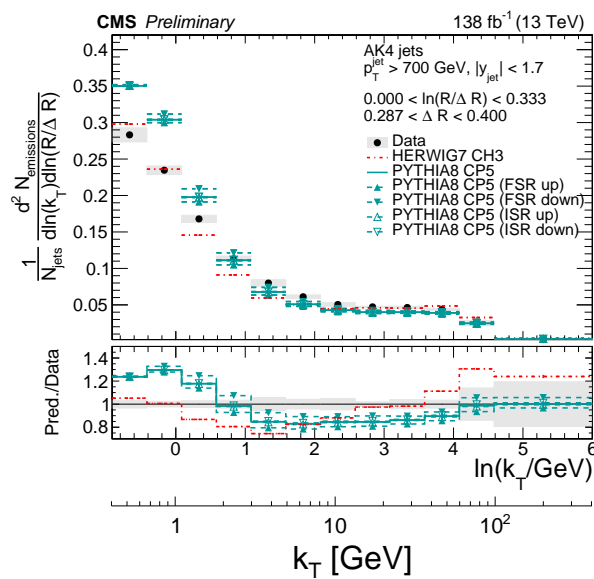 CMS Preliminary 138 fb⁻¹ (13 TeV)
AK4 jets
p_T^jet > 700 GeV, |y_jet| < 1.7
0.000 < ln(R/Δ R) < 0.333
0.287 < Δ R < 0.400
Data
HERWIG7 CH3
PYTHIA8 CP5
PYTHIA8 CP5 (FSR up)
PYTHIA8 CP5 (FSR down)
PYTHIA8 CP5 (ISR up)
PYTHIA8 CP5 (ISR down)
1/N_jets d² N_emissions/dln(k_T)dln(R/Δ R)
0.4
0.35
0.3
0.25
0.2
0.15
0.1
0.05
Pred./Data
1.4
1.2
1
0.8
0 1 2 3 4 5 6
ln(k_T/GeV)
1 10 10²
k_T [GeV]